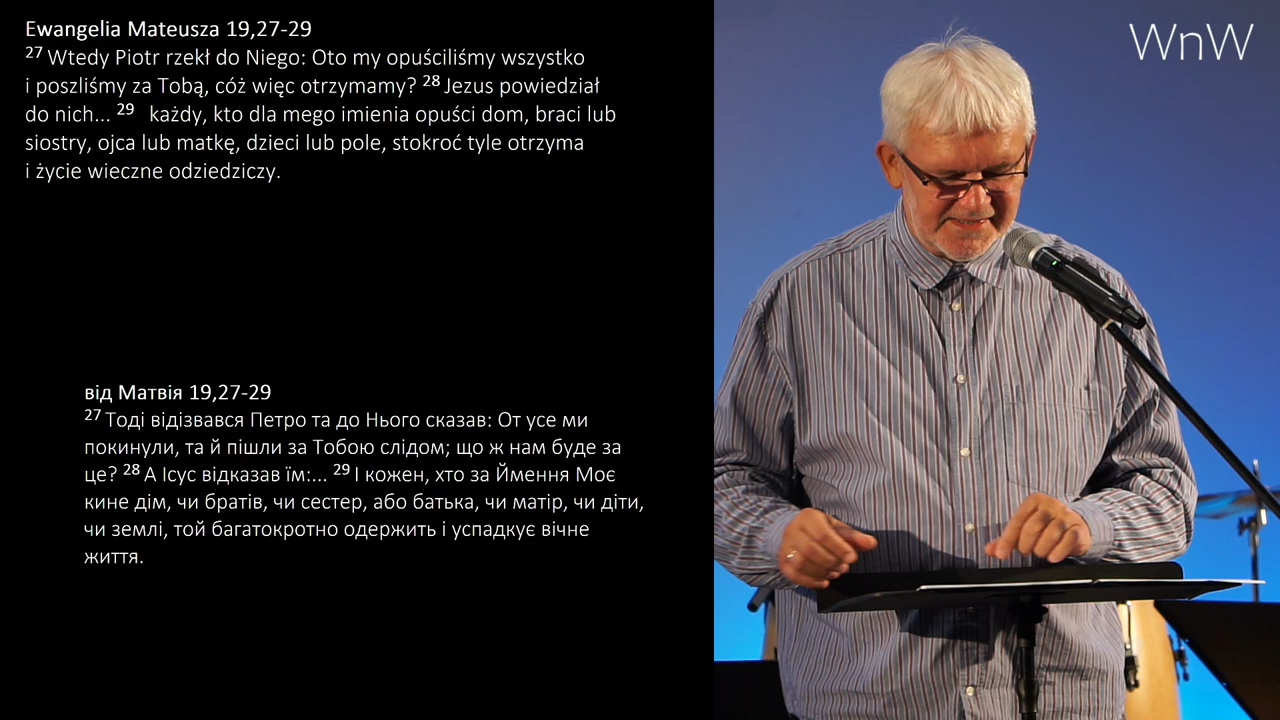 Ewangelia Mateusza 19,27-29
27 Wtedy Piotr rzekł do Niego: Oto my opuściliśmy wszystko
i poszliśmy za Tobą, cóż więc otrzymamy? 28 Jezus powiedział
do nich... 29 każdy, kto dla mego imienia opuści dom, braci lub
siostry, ojca lub matkę, dzieci lub pole, stokroć tyle otrzyma
i życie wieczne odziedziczy.
від Матвія 19,27-29
27 Тоді відізвався Петро та до Нього сказав: От усе ми
покинули, та й пішли за Тобою слідом; що ж нам буде за
це? 28 А Ісус відказав їм:... 29 І кожен, хто за Ймення Моє
кине дім, чи братів, чи сестер, або батька, чи матір, чи діти,
чи землі, той багатокротно одержить і успадкує вічне
життя.
WnW